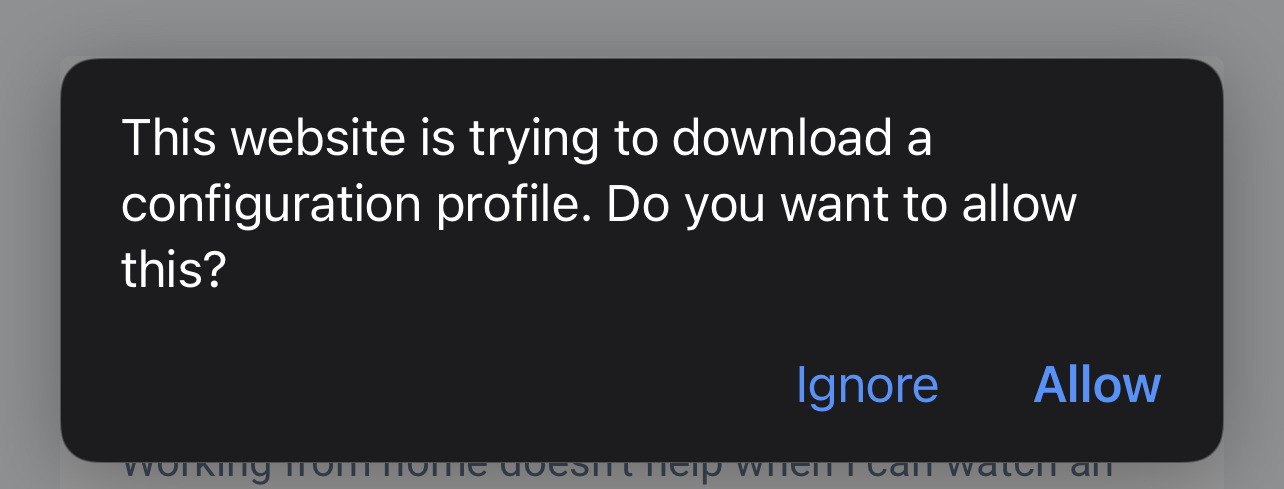 This website is trying to download a
configuration profile. Do you want to allow
this?
Ignore
Allow
Working from home doesn't help when I can watch an